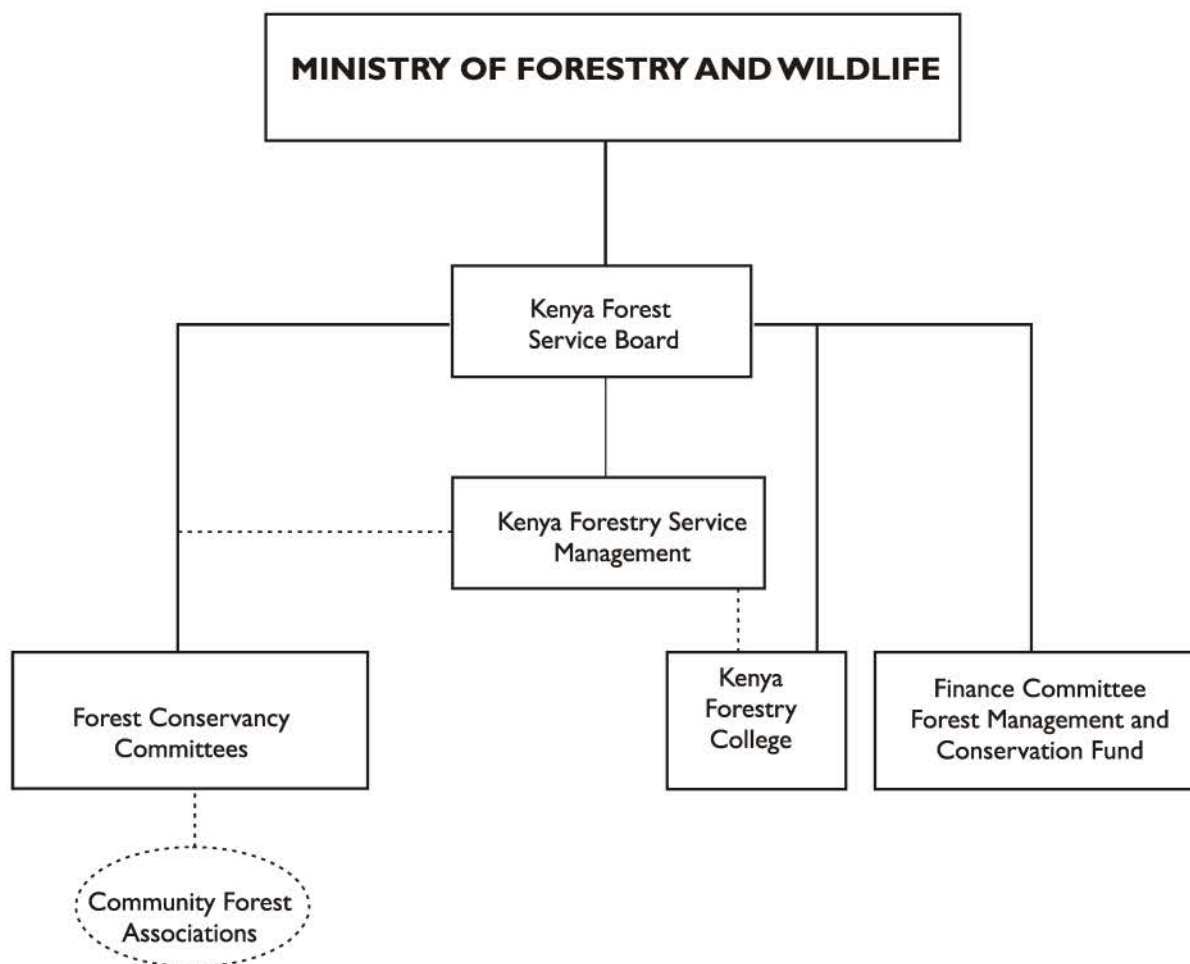 MINISTRY OF FORESTRY AND WILDLIFE
Kenya Forest
Service Board
Kenya Forestry Service
Management
Forest Conservancy
Committees
Kenya
Forestry
College
Finance Committee
Forest Management and
Conservation Fund
Community Forest
Associations